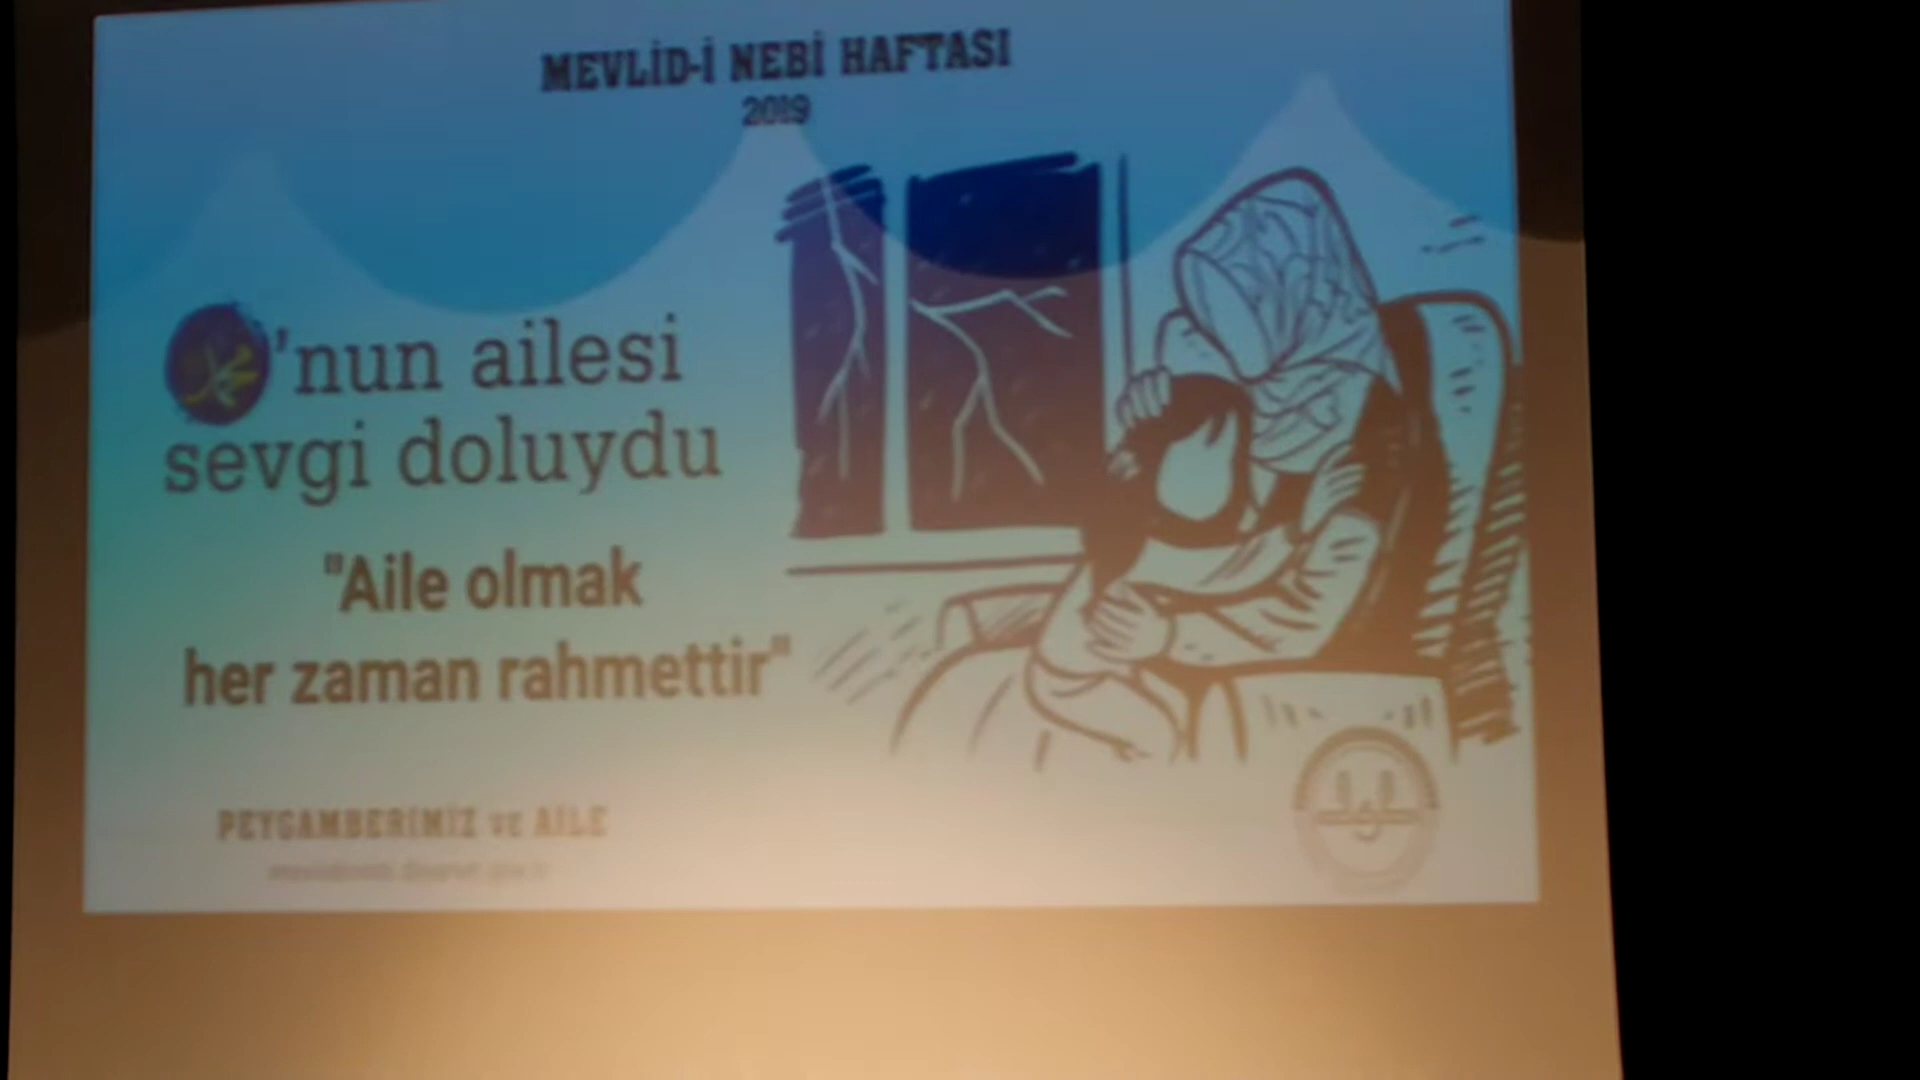 MEVLİD-İ NEBİ HAFTASI
2019
'nun ailesi
sevgi doluydu
"Aile olmak
her zaman rahmettir"
PEYGAMBERİMİZ ve AİLE